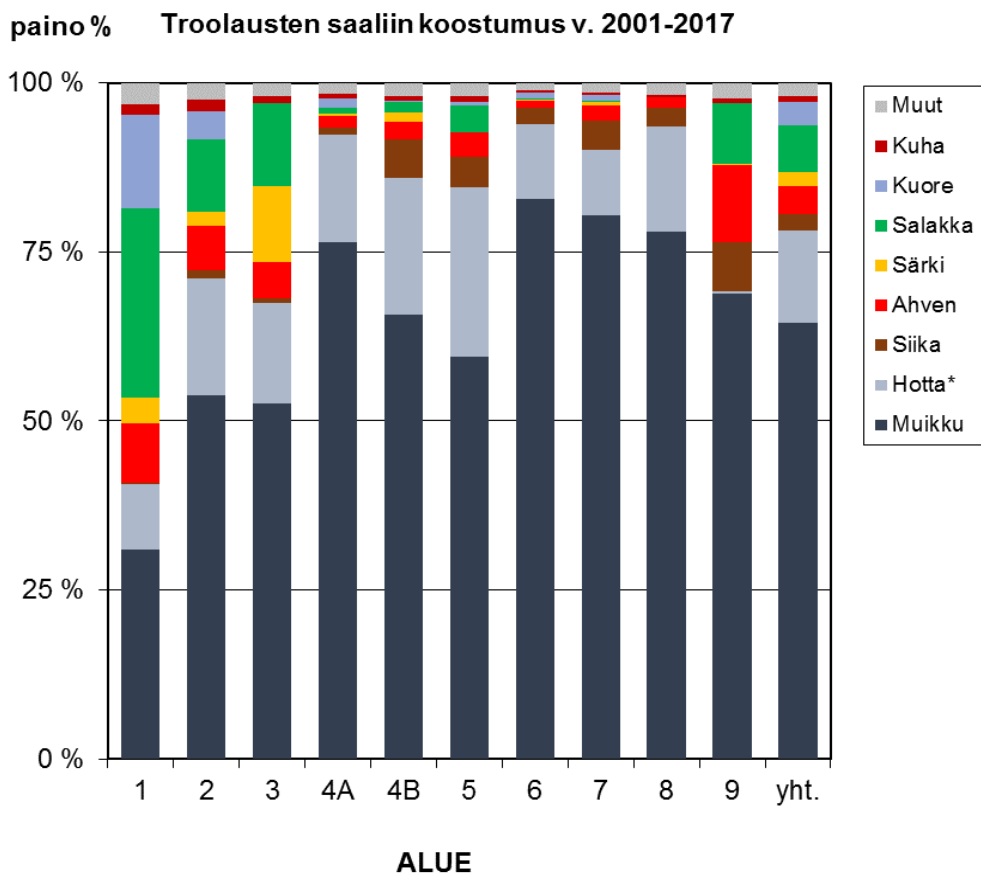 paino % Troolausten saaliin koostumus v. 2001-2017
100 %
75 %
50 %
25 %
0 %
1 2 3 4A 4B 5 6 7 8 9 yht.
ALUE
Muut
Kuha
Kuore
Salakka
Särki
Ahven
Siika
Hotta*
Muikku